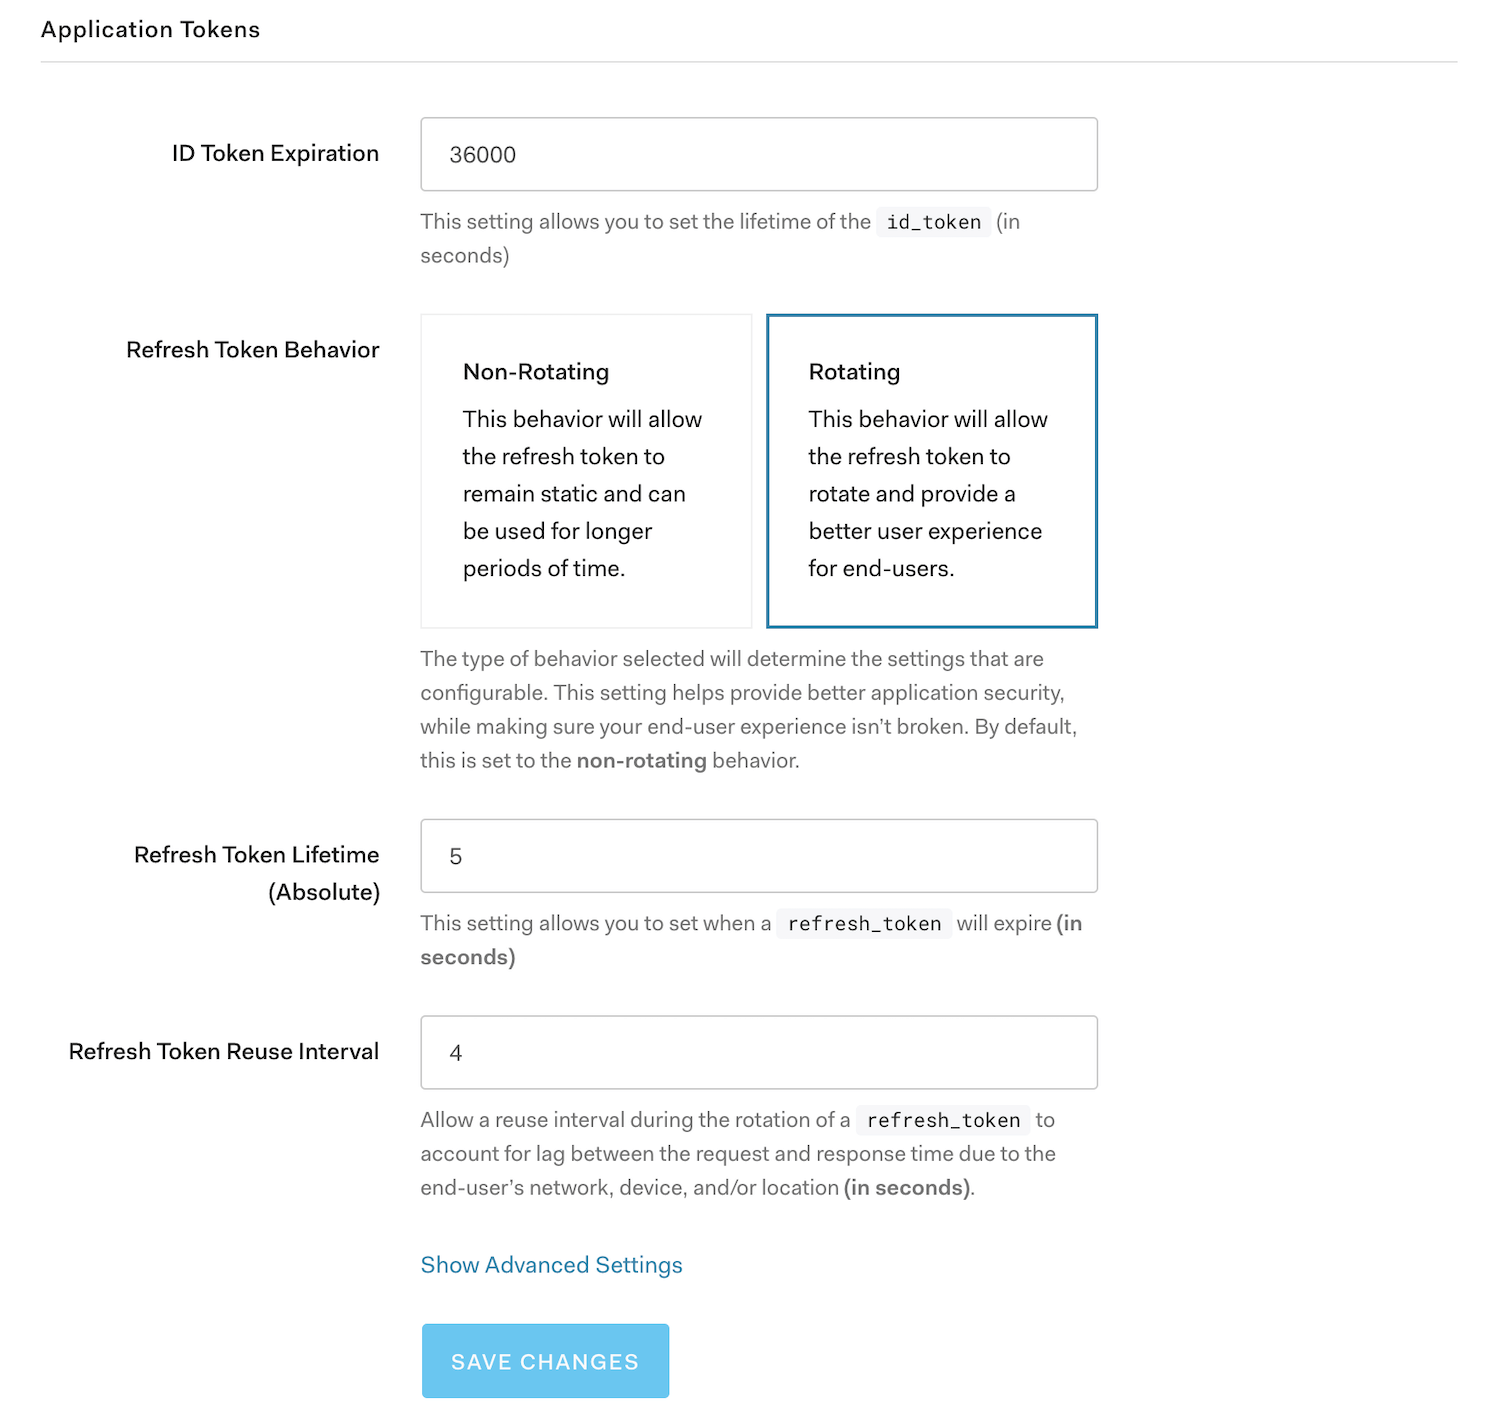 Application Tokens
ID Token Expiration
36000
This setting allows you to set the lifetime of the id_token (in
seconds)
Refresh Token Behavior
Non-Rotating
This behavior will allow
the refresh token to
remain static and can
be used for longer
periods of time.
Rotating
This behavior will allow
the refresh token to
rotate and provide a
better user experience
for end-users.
The type of behavior selected will determine the settings that are
configurable. This setting helps provide better application security,
while making sure your end-user experience isn’t broken. By default,
this is set to the non-rotating behavior.
Refresh Token Lifetime
(Absolute)
5
This setting allows you to set when a refresh_token will expire (in
seconds)
Refresh Token Reuse Interval
4
Allow a reuse interval during the rotation of a refresh_token to
account for lag between the request and response time due to the
end-user’s network, device, and/or location (in seconds).
Show Advanced Settings
SAVE CHANGES